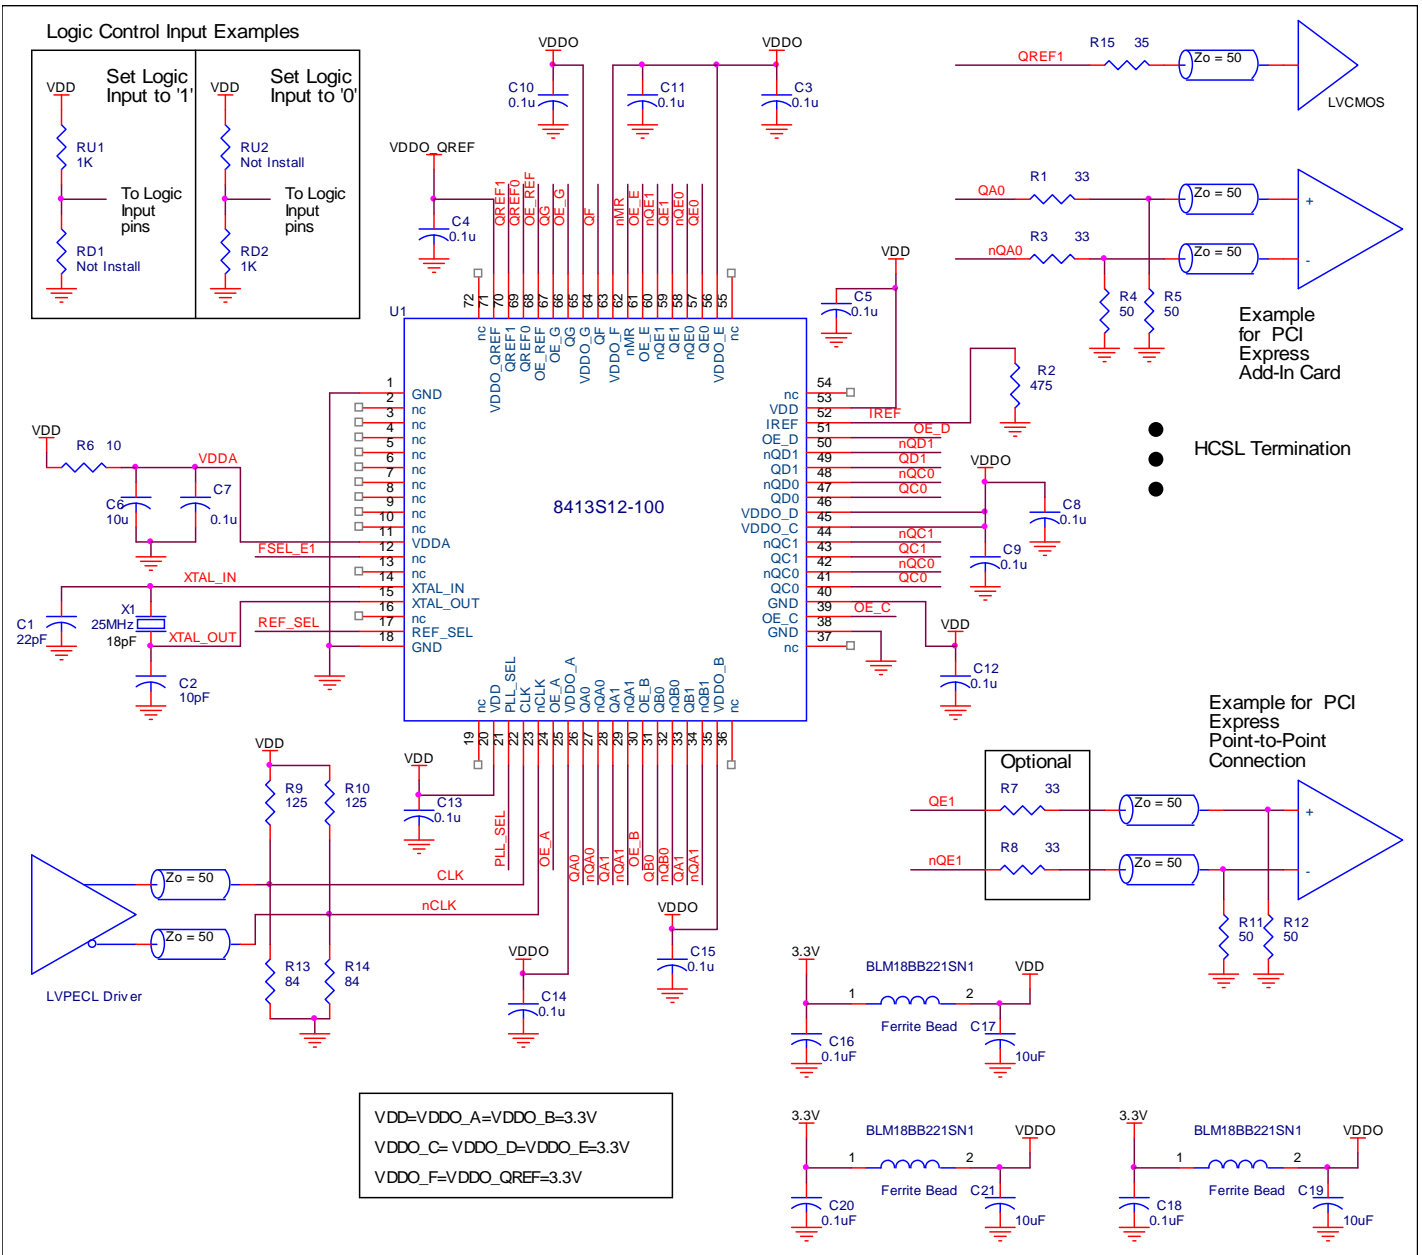 Logic Control Input Examples
Set Logic
Input to '1'
VDD
RU1
1K
To Logic
Input
pins
RD1
Not Install
Set Logic
Input to '0'
VDD
RU2
Not Install
To Logic
Input
pins
RD2
1K
VDDO
C10
0.1u
C11
0.1u
VDDO
C3
0.1u
VDDO_QREF
C4
0.1u
QREF1
QREF0
OE_REF
QG
OE_G
QF
nMR
OE_E
nQE1
QE1
nQE0
QE0
72
71
70
69
68
67
66
65
64
63
62
61
60
59
58
57
56
55
nc
VDDO_QREF
QREF1
QREF0
OE_REF
OE_G
QG
VDDO_G
QF
VDDO_F
nMR
OE_E
nQE1
QE1
nQE0
QE0
VDDO_E
nc
U1
8413S12-100
1 GND
2 nc
3 nc
4 nc
5 nc
6 nc
7 nc
8 nc
9 nc
10 nc
11 VDDA
12 nc
13 nc
14 XTAL_IN
15 XTAL_OUT
16 nc
17 REF_SEL
18 GND
VDD
R6 10
VDDA
C6
10u
C7
0.1u
FSEL_E1
XTAL_IN
C1
22pF
X1
25MHz
18pF
XTAL_OUT
REF_SEL
C2
10pF
nc
VDD
PLL_SEL
CLK
nCLK
OE_A
VDDO_A
QA0
nQA0
QA1
nQA1
OE_B
QB0
nQB0
QB1
nQB1
VDDO_B
nc
19
20
21
22
23
24
25
26
27
28
29
30
31
32
33
34
35
36
VDD
C13
0.1u
PLL_SEL
OE_A
QA0
nQA0
QA1
nQA1
OE_B
QB0
nQB0
QA1
nQA1
VDD
R9
125
R10
125
Zo = 50
CLK
nCLK
Zo = 50
R13
84
R14
84
LVPECL Driver
VDDO
C14
0.1u
VDDO
C15
0.1u
54 nc
53 VDD
52 IREF
51 OE_D
50 nQD1
49 QD1
48 nQD0
47 QD0
46 VDDO_D
45 VDDO_C
44 nQC1
43 QC1
42 nQC0
41 QC0
40 GND
39 OE_C
38 GND
37 nc
VDD
C5
0.1u
R2
475
IREF
OE_D
nQD1
QD1
nQC0
QC0
VDDO
C8
0.1u
C9
0.1u
nQC1
QC1
nQC0
QC0
OE_C
VDD
C12
0.1u
QREF1
R15 35
Zo = 50
LVCMOS
QA0
R1 33
Zo = 50
+
nQA0
R3 33
Zo = 50
-
R4
50
R5
50
Example
for PCI
Express
Add-In Card
HCSL Termination
Example for PCI
Express
Point-to-Point
Connection
Optional
QE1
R7 33
Zo = 50
+
nQE1
R8 33
Zo = 50
-
R11
50
R12
50
3.3V
BLM18BB221SN1
VDD
1
2
C16
0.1uF
Ferrite Bead
C17
10uF
3.3V
BLM18BB221SN1
VDDO
1
2
C20
0.1uF
Ferrite Bead
C21
10uF
3.3V
BLM18BB221SN1
VDDO
1
2
C18
0.1uF
Ferrite Bead
C19
10uF
VDD=VDDO_A=VDDO_B=3.3V
VDDO_C= VDDO_D=VDDO_E=3.3V
VDDO_F=VDDO_QREF=3.3V